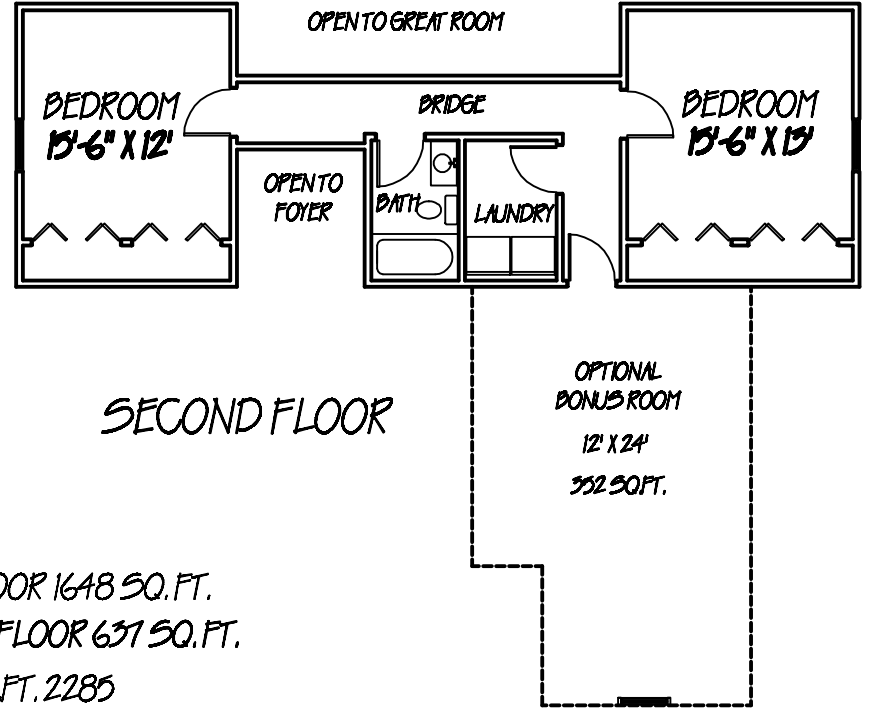 OPEN TO GREAT ROOM
BEDROOM
15'-6" X 12'
BRIDGE
BEDROOM
15'-6" X 13'
OPEN TO
FOYER
BATH
LAUNDRY
OPTIONAL
BONUS ROOM
12' X 24'
352 SQ.FT.
SECOND FLOOR
OOR 1648 SQ. FT.
FLOOR 637 SQ. FT.
.FT. 2285